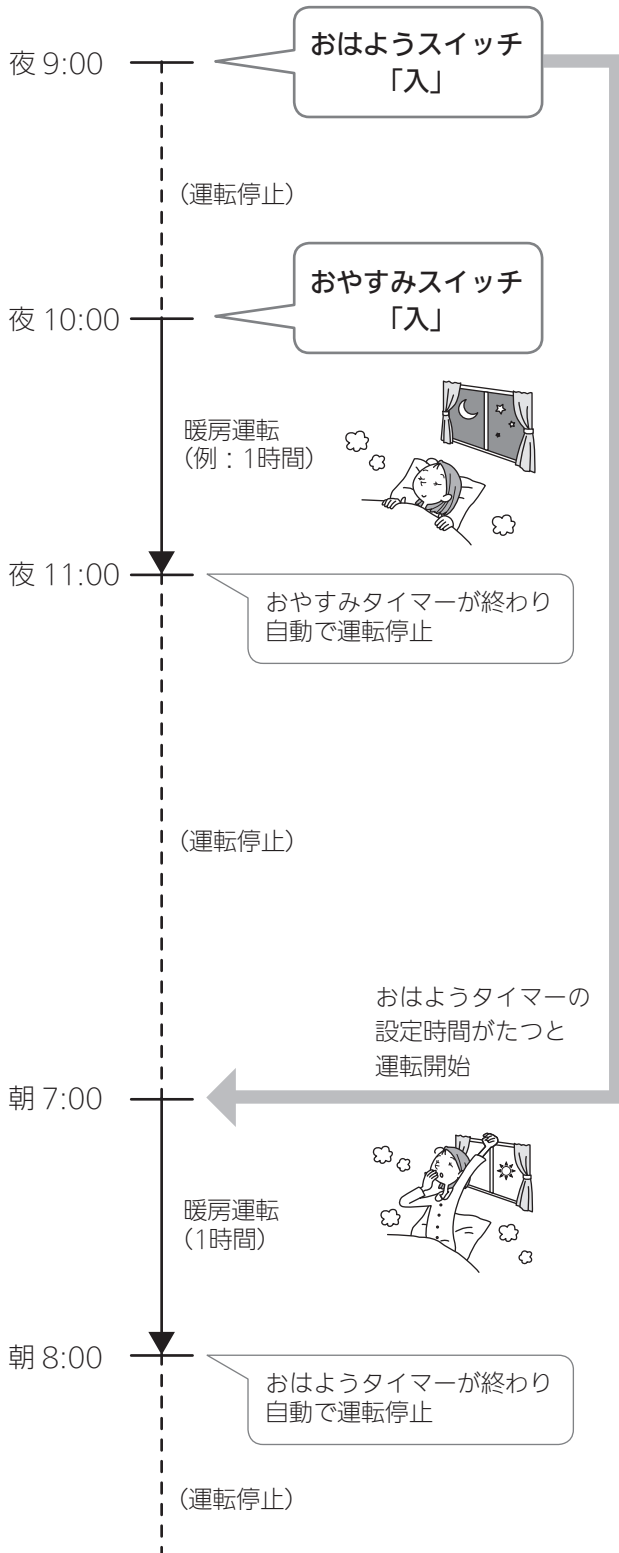 夜 9:00
おはようスイッチ
「入」
(運転停止)
夜 10:00
おやすみスイッチ
「入」
暖房運転
(例：1時間)
夜 11:00
おやすみタイマーが終わり
自動で運転停止
(運転停止)
おはようタイマーの
設定時間がたつと
運転開始
朝 7:00
暖房運転
(1時間)
朝 8:00
おはようタイマーが終わり
自動で運転停止
(運転停止)